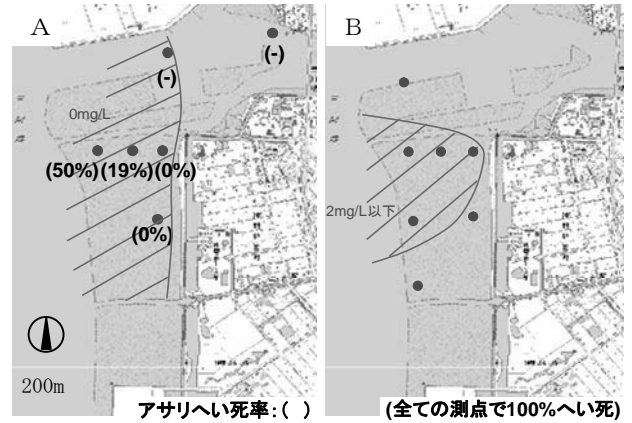 A
(-)
(-)
0mg/L
(50%)(19%)(0%)
(0%)
200m
アサリへい死率:( )
B
2mg/L以下
(全ての測点で100%へい死)